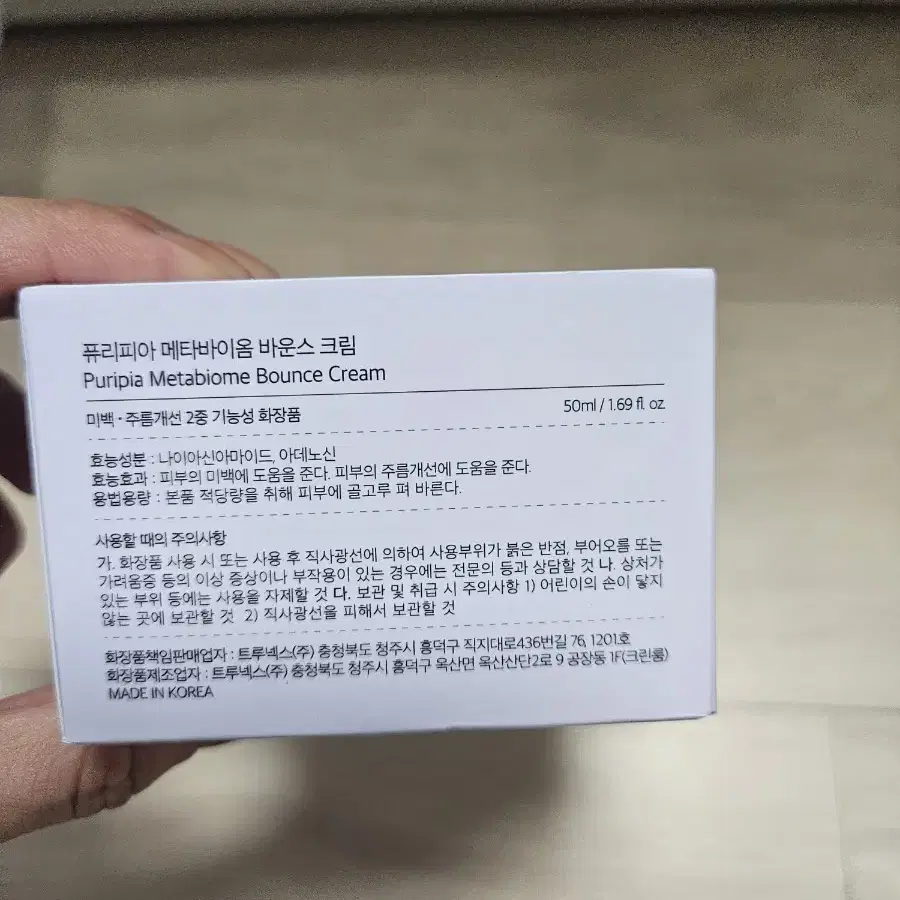 퓨리피아 메타바이옴 바운스 크림
Puripia Metabiome Bounce Cream
미백·주름개선 2중 기능성 화장품
50ml / 1.69 fl. oz
효능성분 : 나이아신아마이드, 아데노신
효능효과 : 피부의 미백에 도움을 준다. 피부의 주름개선에 도움을 준다.
용법용량 : 본품 적당량을 취해 피부에 골고루 펴 바른다.
사용할 때의 주의사항
가. 화장품 사용 시 또는 사용 후 직사광선에 의하여 사용부위가 붉은 반점, 부어오름 또는
가려움증 등의 이상 증상이나 부작용이 있는 경우에는 전문의 등과 상담할 것 나. 상처가
있는 부위 등에는 사용을 자제할 것 다. 보관 및 취급 시 주의사항 1) 어린이의 손이 닿지
않는 곳에 보관할 것 2) 직사광선을 피해서 보관할 것
화장품책임판매업자 : 트루넥스(주) 충청북도 청주시 흥덕구 직지대로436번길 76, 1201호
화장품제조업자 : 트루넥스(주) 충청북도 청주시 흥덕구 옥산면 옥산산단2로 9 공장동 1F(크린룸)
MADE IN KOREA